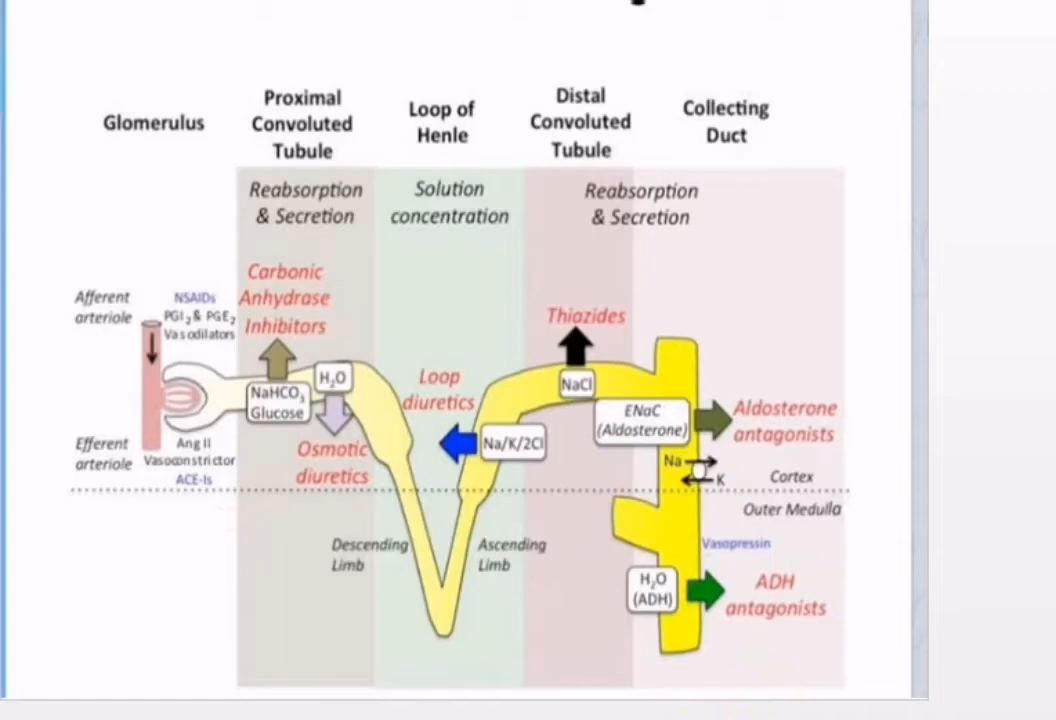 Glomerulus
Proximal
Convoluted
Tubule
Loop of
Henle
Distal
Convoluted
Tubule
Collecting
Duct
Reabsorption
& Secretion
Solution
concentration
Reabsorption
& Secretion
Carbonic
Anhydrase
Inhibitors
Afferent
arteriole
NSAIDs
PGI2 & PGE2
Vasodilators
Thiazides
H2O
NaHCO3
Glucose
Loop
diuretics
NaCl
ENaC
(Aldosterone)
Aldosterone
antagonists
Efferent
arteriole
Ang II
Vasoconstrictor
ACE-Is
Osmotic
diuretics
Na/K/2Cl
Na
K
Cortex
Outer Medulla
Descending
Limb
Ascending
Limb
Vasopressin
H2O
(ADH)
ADH
antagonists